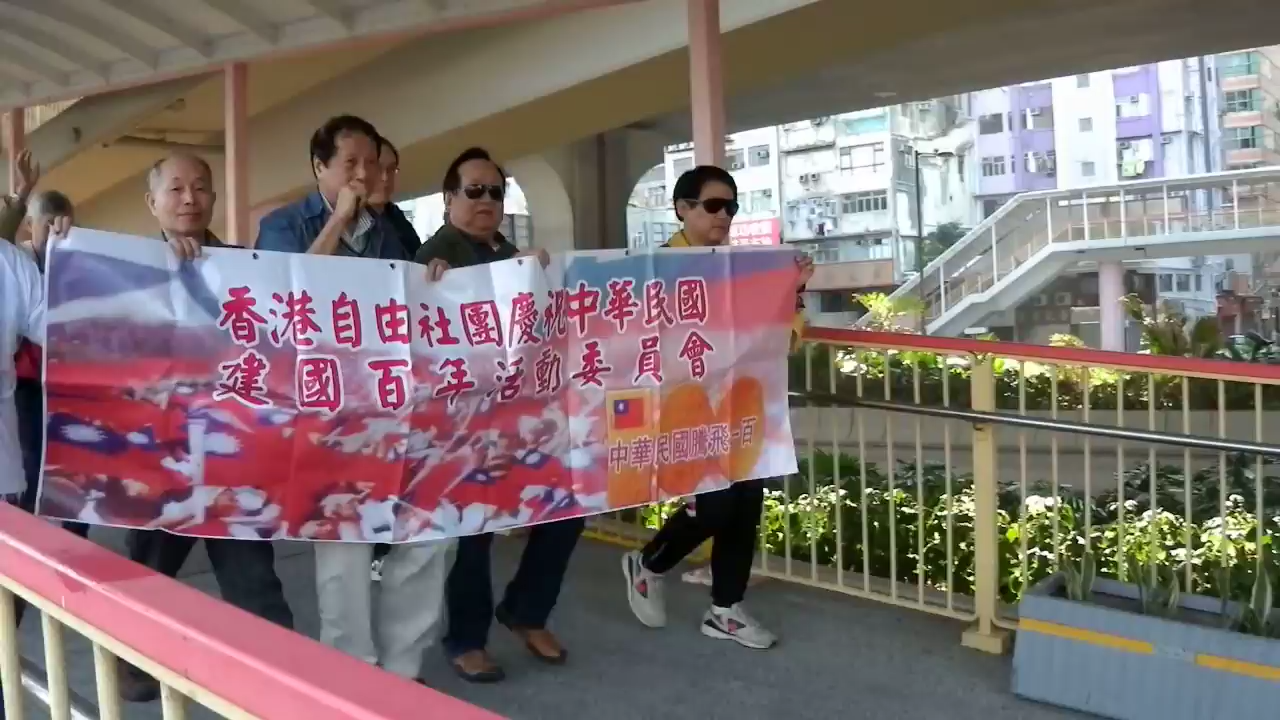 香港自由社團慶祝中華民國
建國百年活動委員會
中華民國騰飛一百